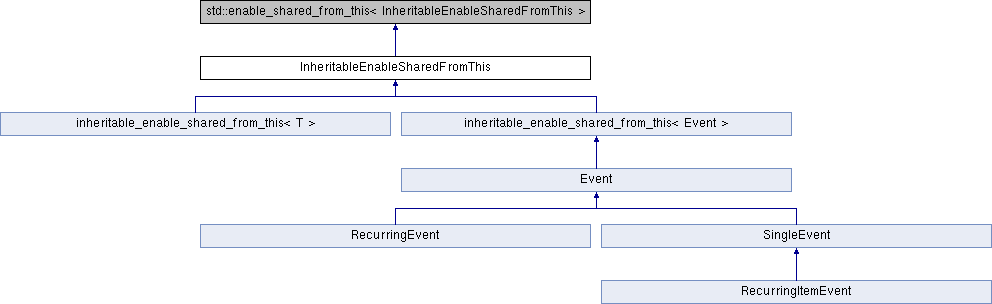 std::enable_shared_from_this< InheritableEnableSharedFromThis >
InheritableEnableSharedFromThis
inheritable_enable_shared_from_this< T >
inheritable_enable_shared_from_this< Event >
Event
RecurringEvent
SingleEvent
RecurringItemEvent